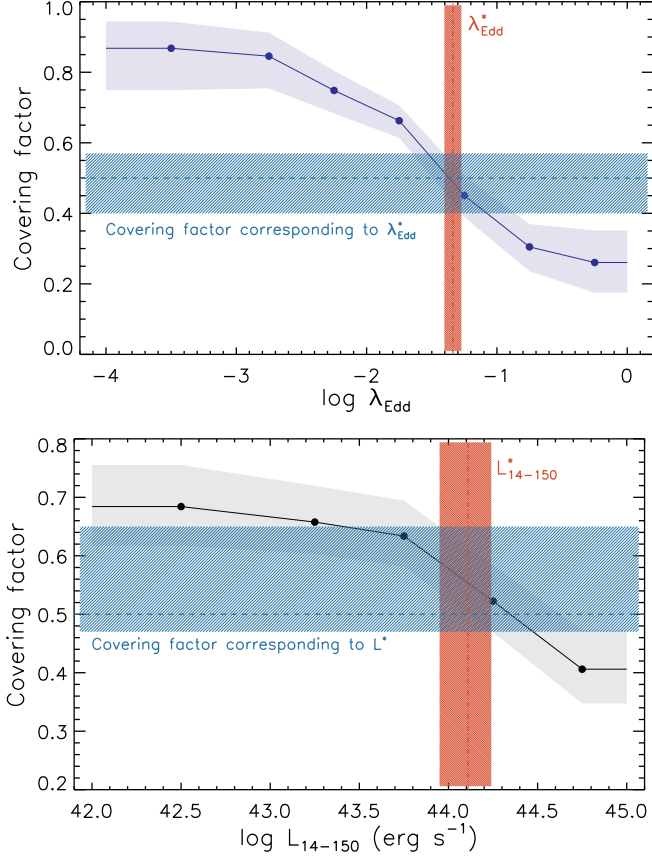 1.0
0.8
0.6
0.4
0.2
0.0
Covering factor
λ*Edd
Covering factor corresponding to λ*Edd
-4 -3 -2 -1 0
log λEdd
0.8
0.7
0.6
0.5
0.4
0.3
0.2
Covering factor
L*14-150
Covering factor corresponding to L*
42.0 42.5 43.0 43.5 44.0 44.5 45.0
log L14-150 (erg s-1)